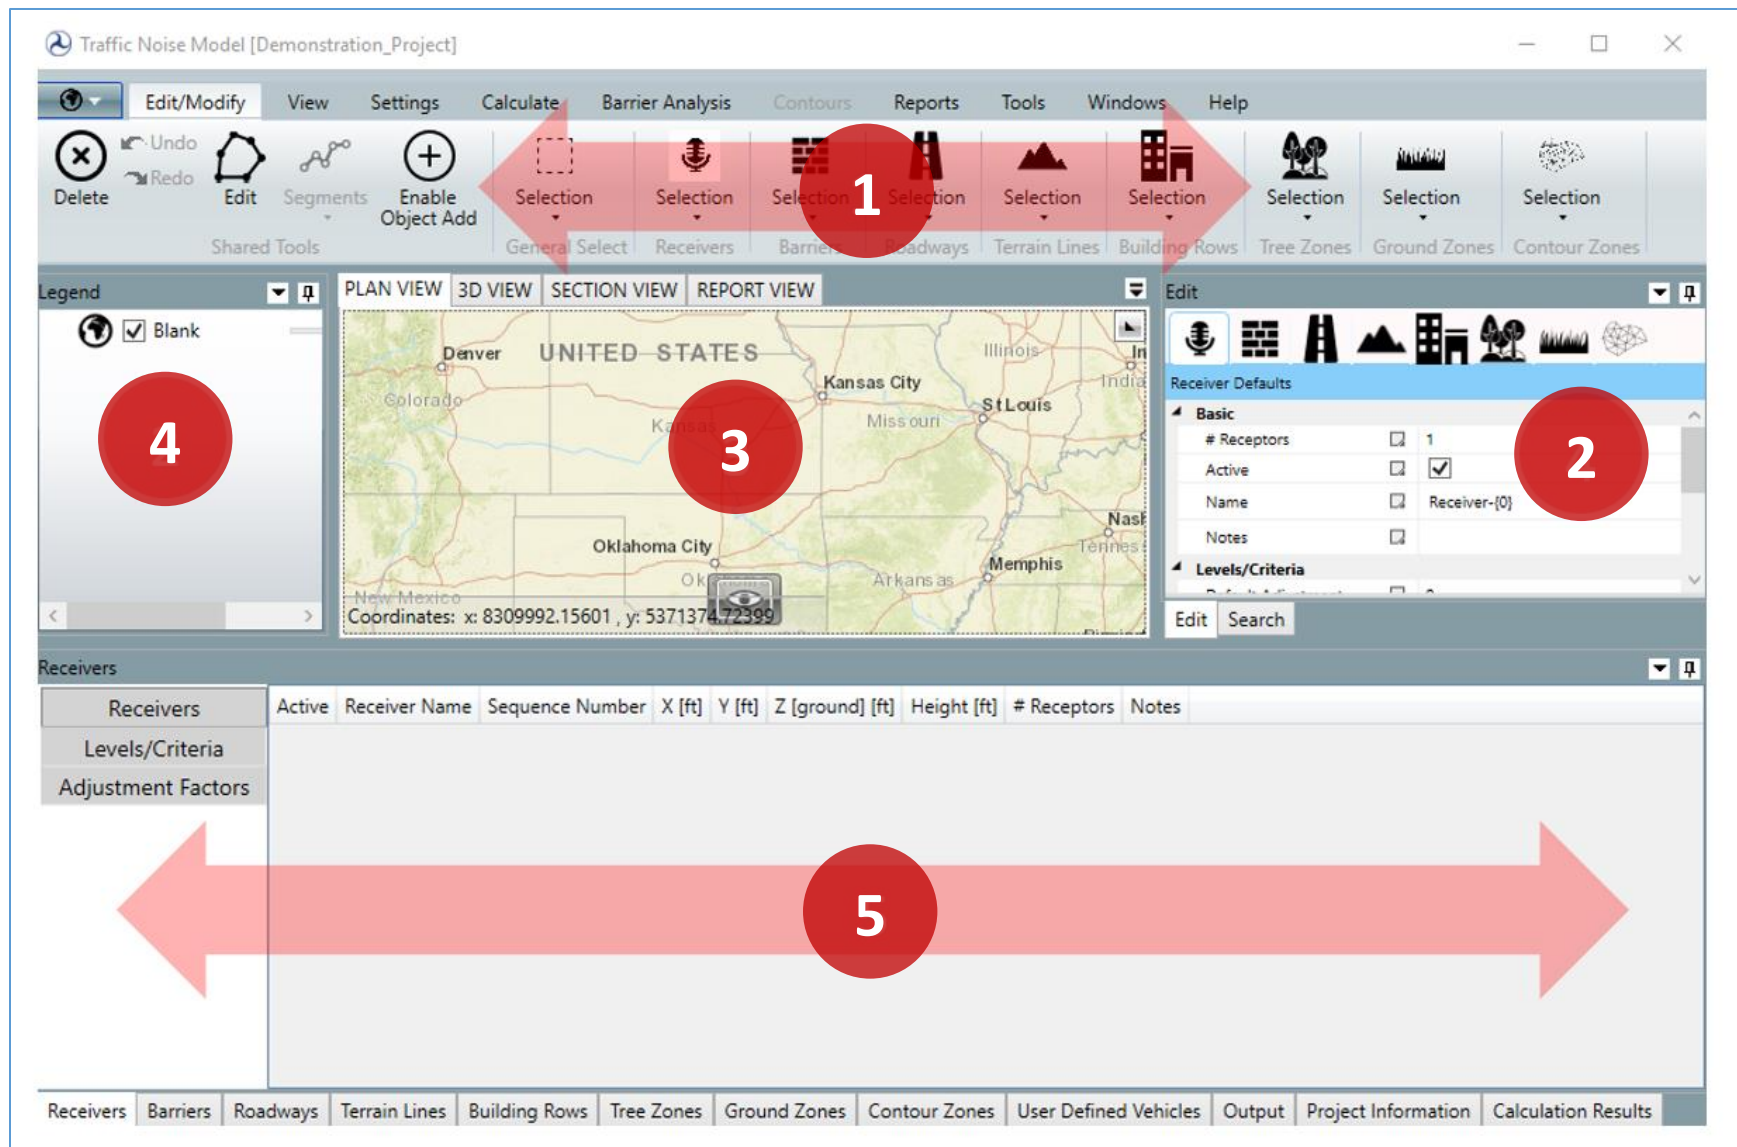 Traffic Noise Model [Demonstration_Project]
Edit/Modify View Settings Calculate Barrier Analysis Contours Reports Tools Windows Help
Undo
Redo
Delete Edit Segments Enable Object Add Selection Selection Selection Selection Selection Selection Selection Selection Selection
1
Shared Tools General Select Receivers Barriers Roadways Terrain Lines Building Rows Tree Zones Ground Zones Contour Zones
Legend
Blank
4
PLAN VIEW 3D VIEW SECTION VIEW REPORT VIEW
Denver UNITED STATES Illinois In
Kansas City India
Colorado St Louis
Kansas Missouri
3
Nash
Oklahoma City Tennes
Memphis
Ok Arkansas
New Mexico
Coordinates: x: 8309992.15601 , y: 5371374.72399
Edit
Receiver Defaults
Basic
# Receptors 1
Active
Name Receiver-{0}
Notes
2
Levels/Criteria
Edit Search
Receivers
Receivers
Levels/Criteria
Adjustment Factors
Active Receiver Name Sequence Number X [ft] Y [ft] Z [ground] [ft] Height [ft] # Receptors Notes
5
Receivers Barriers Roadways Terrain Lines Building Rows Tree Zones Ground Zones Contour Zones User Defined Vehicles Output Project Information Calculation Results